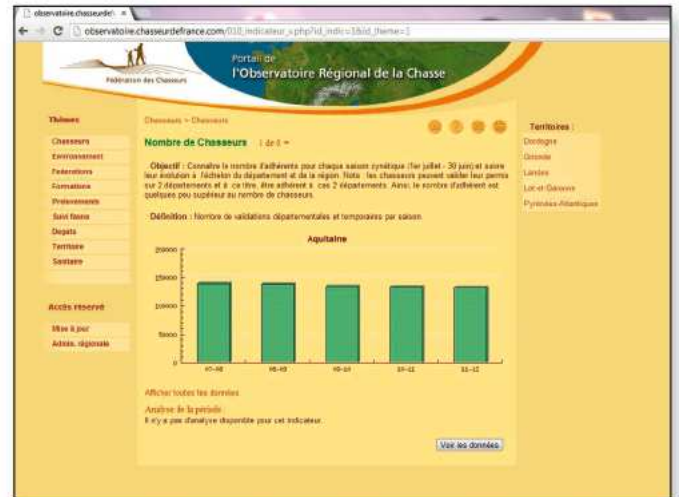 observatoire.chasseurdef
observatoire.chasseurdefrance.com/010_indicateur_v.php?id_indic=1&id_theme=1
Fédération des Chasseurs
Portail de
l'Observatoire Régional de la Chasse
Thèmes
Chasseurs
Environnement
Fédérations
Formations
Prélèvements
Suivi faune
Dégats
Territoire
Sanitaire
Accès réservé
Mise à jour
Admin. régionale
Chasseurs > Chasseurs
Nombre de Chasseurs
Objectif : Connaître le nombre d'adhérents pour chaque saison cynégétique (1er juillet - 30 juin) et suivre
leur évolution à l'échelon du département et de la région. Nota : les chasseurs peuvent valider leur permis
sur 2 départements et à ce titre, être adhérent à ces 2 départements. Ainsi, le nombre d'adhérent est
quelques peu supérieur au nombre de chasseurs.
Définition : Nombre de validations départementales et temporaires par saison
Aquitaine
200000
150000
100000
50000
0
07-08
08-09
09-10
10-11
11-12
Afficher toutes les données
Analyse de la période :
Il n'y a pas d'analyse disponible pour cet indicateur.
Voir les données
Territoires :
Dordogne
Gironde
Landes
Lot-et-Garonne
Pyrénées-Atlantiques